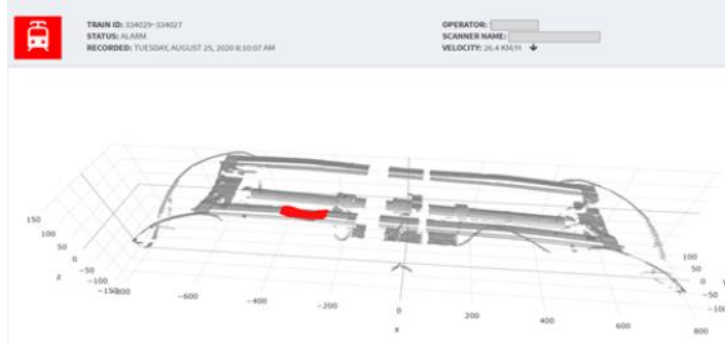 TRAIN ID: 334029-334027
STATUS: ALARM
RECORDED: TUESDAY, AUGUST 25, 2020 8:10:07 AM
OPERATOR:
SCANNER NAME:
VELOCITY: 26.4 KM/H
150
100
50
0
-50
-100
-150
z
-800
-600
-400
-200
0
200
400
600
800
x
100
50
0
-50
-100